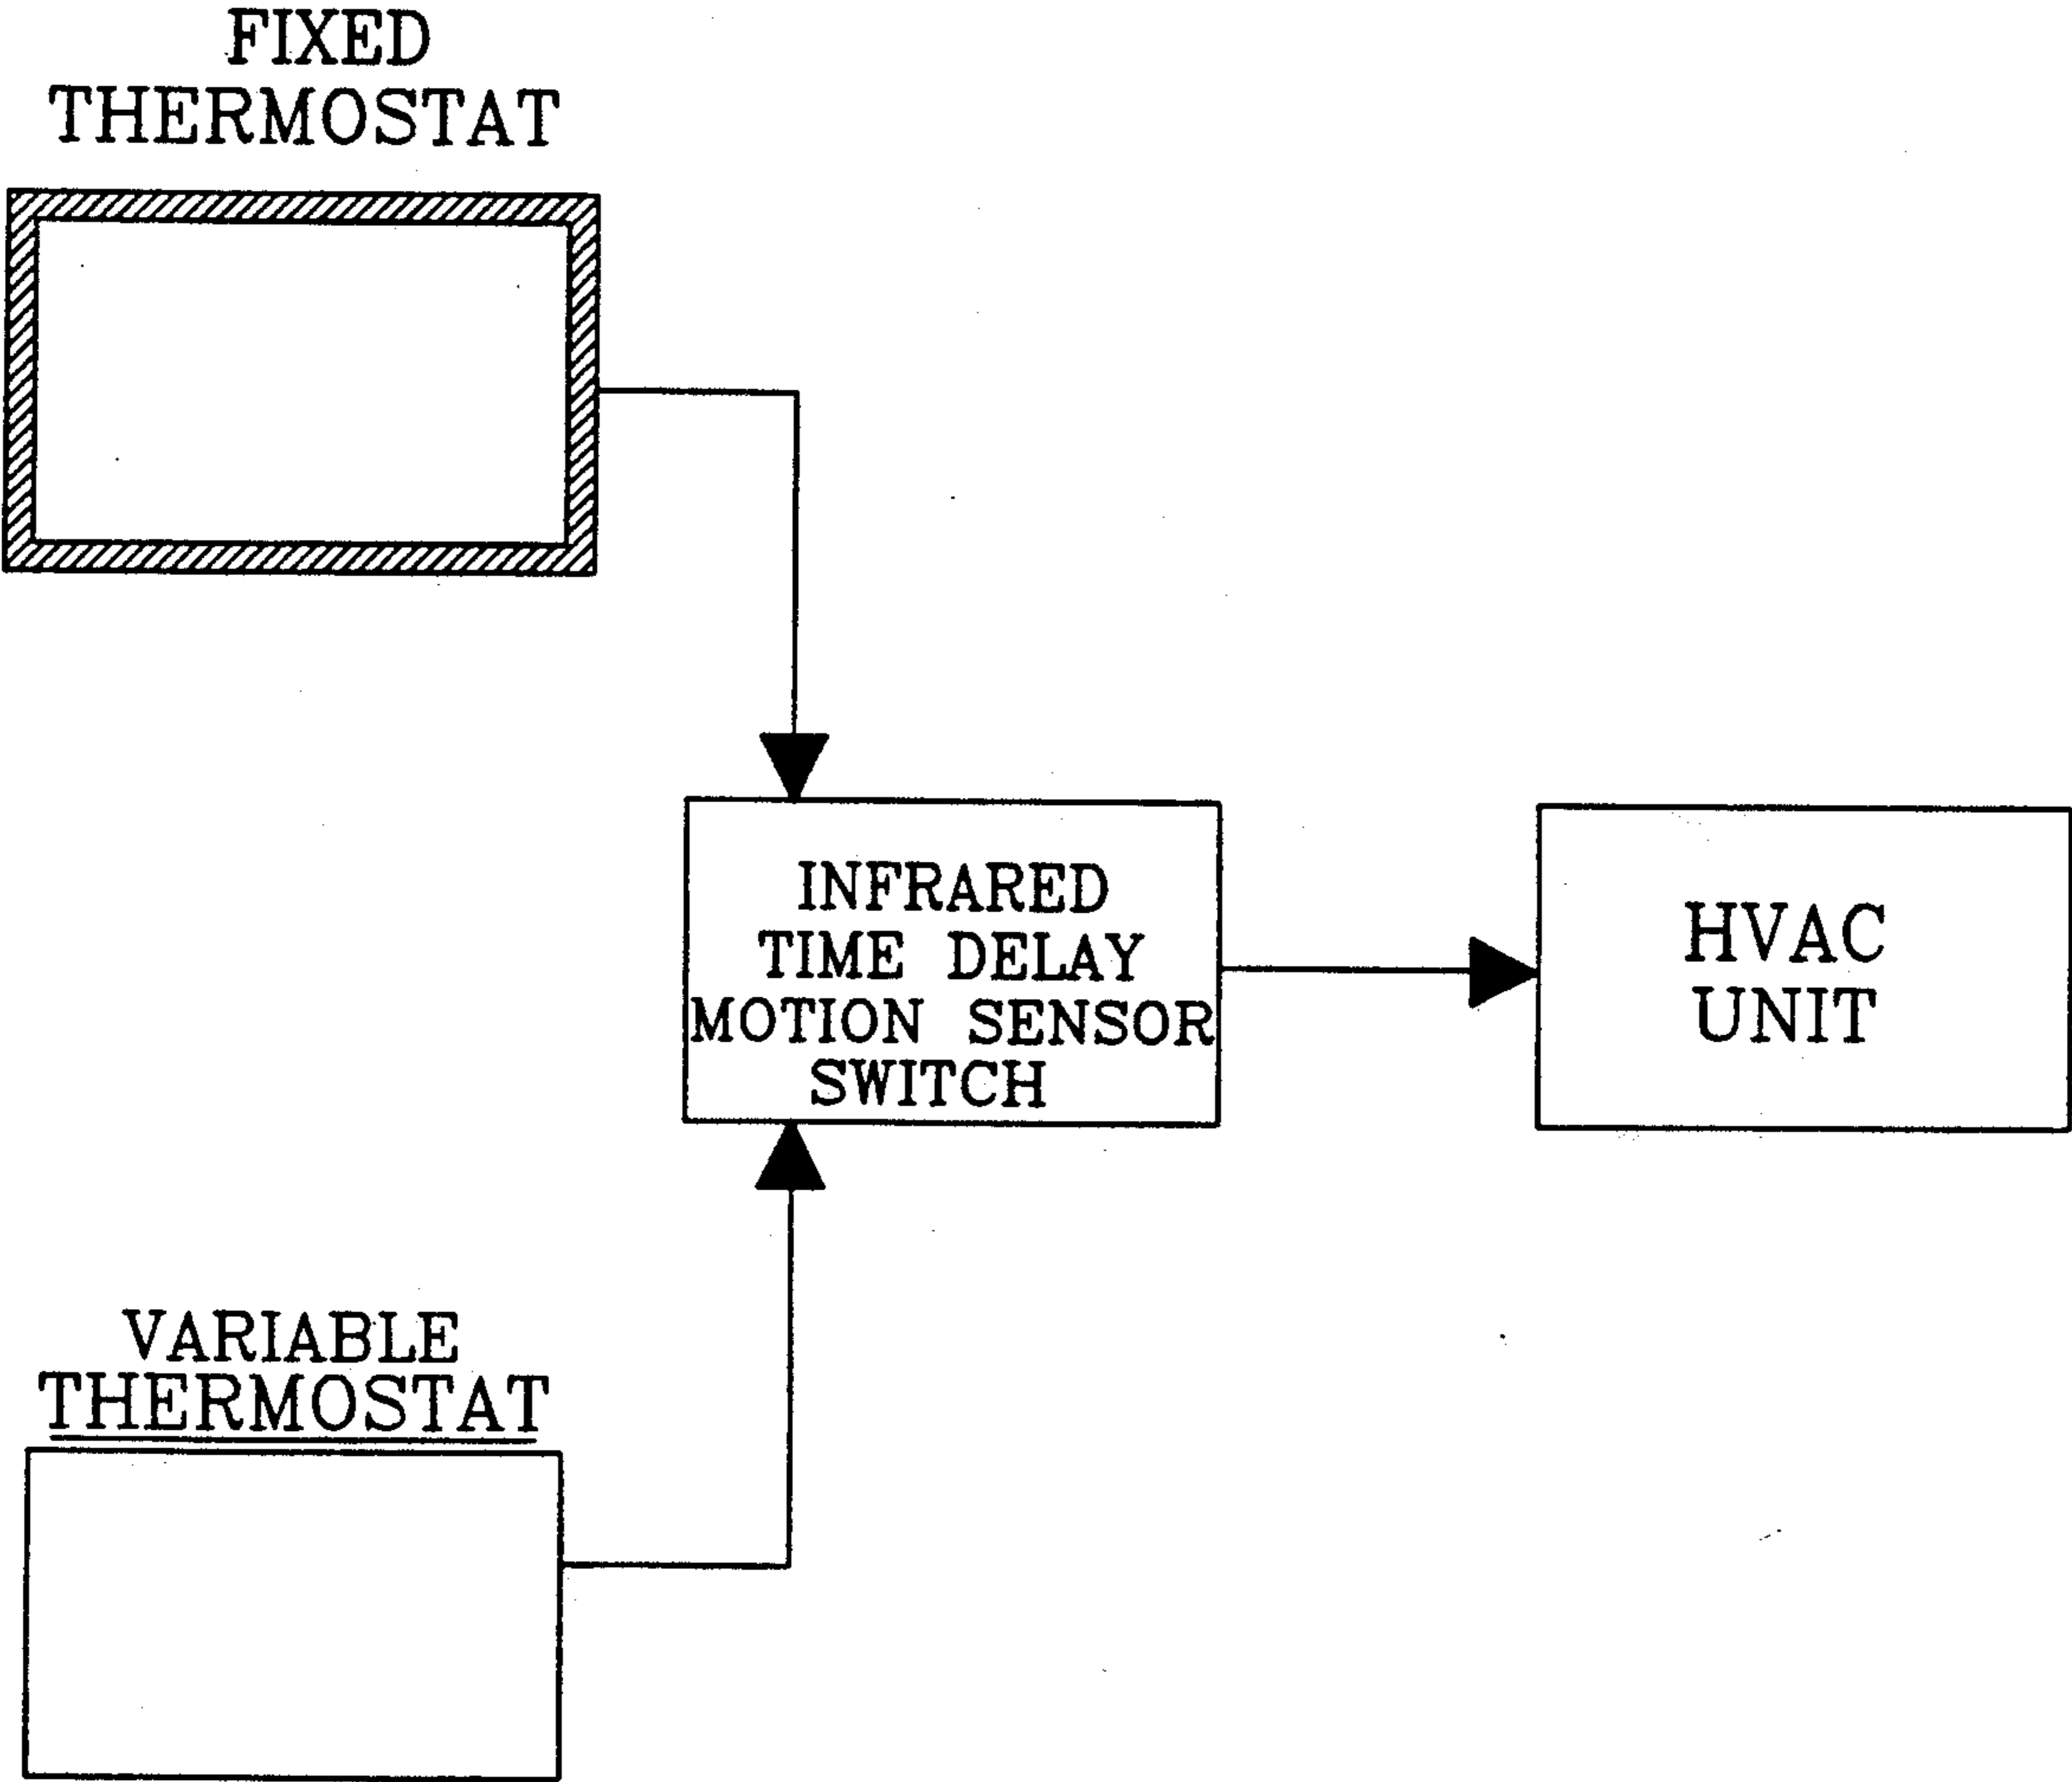 FIXED
THERMOSTAT
INFRARED
TIME DELAY
MOTION SENSOR
SWITCH
HVAC
UNIT
VARIABLE
THERMOSTAT